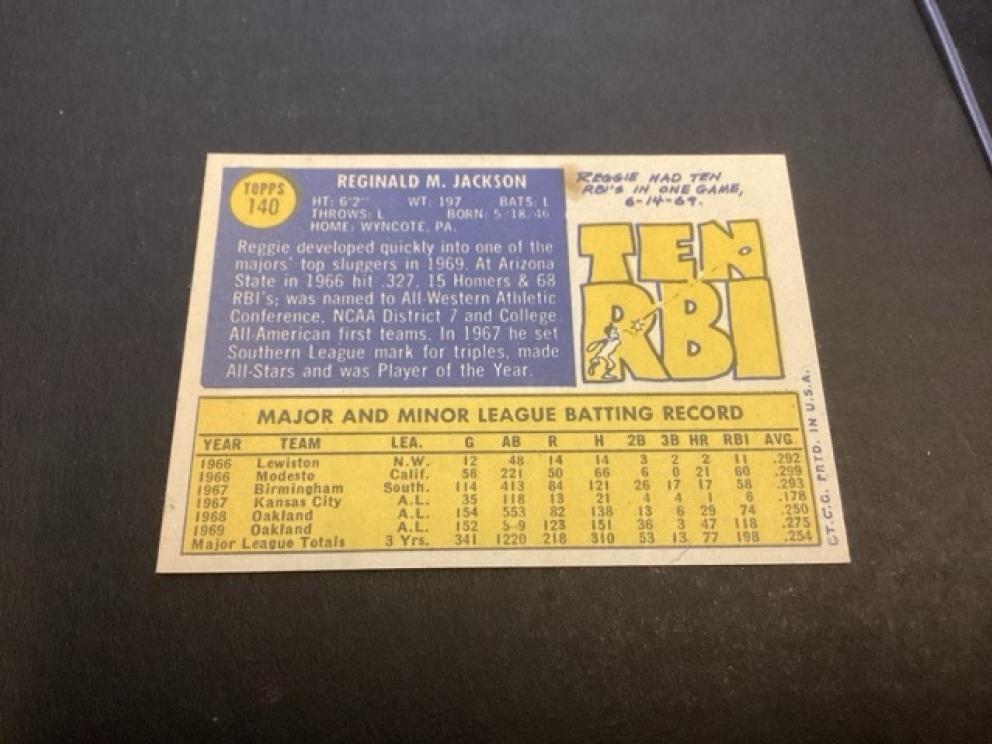 TOPPS
140
REGINALD M. JACKSON
HT: 6'2" WT: 197 BATS: L
THROWS: L BORN: 5/18/46
HOME: WYNCOTE, PA.
Reggie developed quickly into one of the
majors' top sluggers in 1969. At Arizona
State in 1966 hit .327, 15 Homers & 68
RBI's; was named to All-Western Athletic
Conference, NCAA District 7 and College
All-American first teams. In 1967 he set
Southern League mark for triples, made
All-Stars and was Player of the Year.
REGGIE HAD TEN
RBI'S IN ONE GAME,
6-14-69.
TEN
RBI
MAJOR AND MINOR LEAGUE BATTING RECORD
YEAR TEAM LEA. G AB R H 2B 3B HR RBI AVG.
1966 Lewiston N.W. 12 48 14 14 3 2 2 11 .292
1966 Modesto Calif. 56 221 50 66 6 0 21 60 .299
1967 Birmingham South. 114 413 84 121 26 17 17 58 .293
1967 Kansas City A.L. 35 118 13 21 4 4 1 6 .178
1968 Oakland A.L. 154 553 82 138 13 6 29 74 .250
1969 Oakland A.L. 152 123 151 36 3 47 118 .275
Major League Totals 3 Yrs. 341 1220 218 310 53 13 77 198 .254
©T.C.G. PRTD. IN U.S.A.